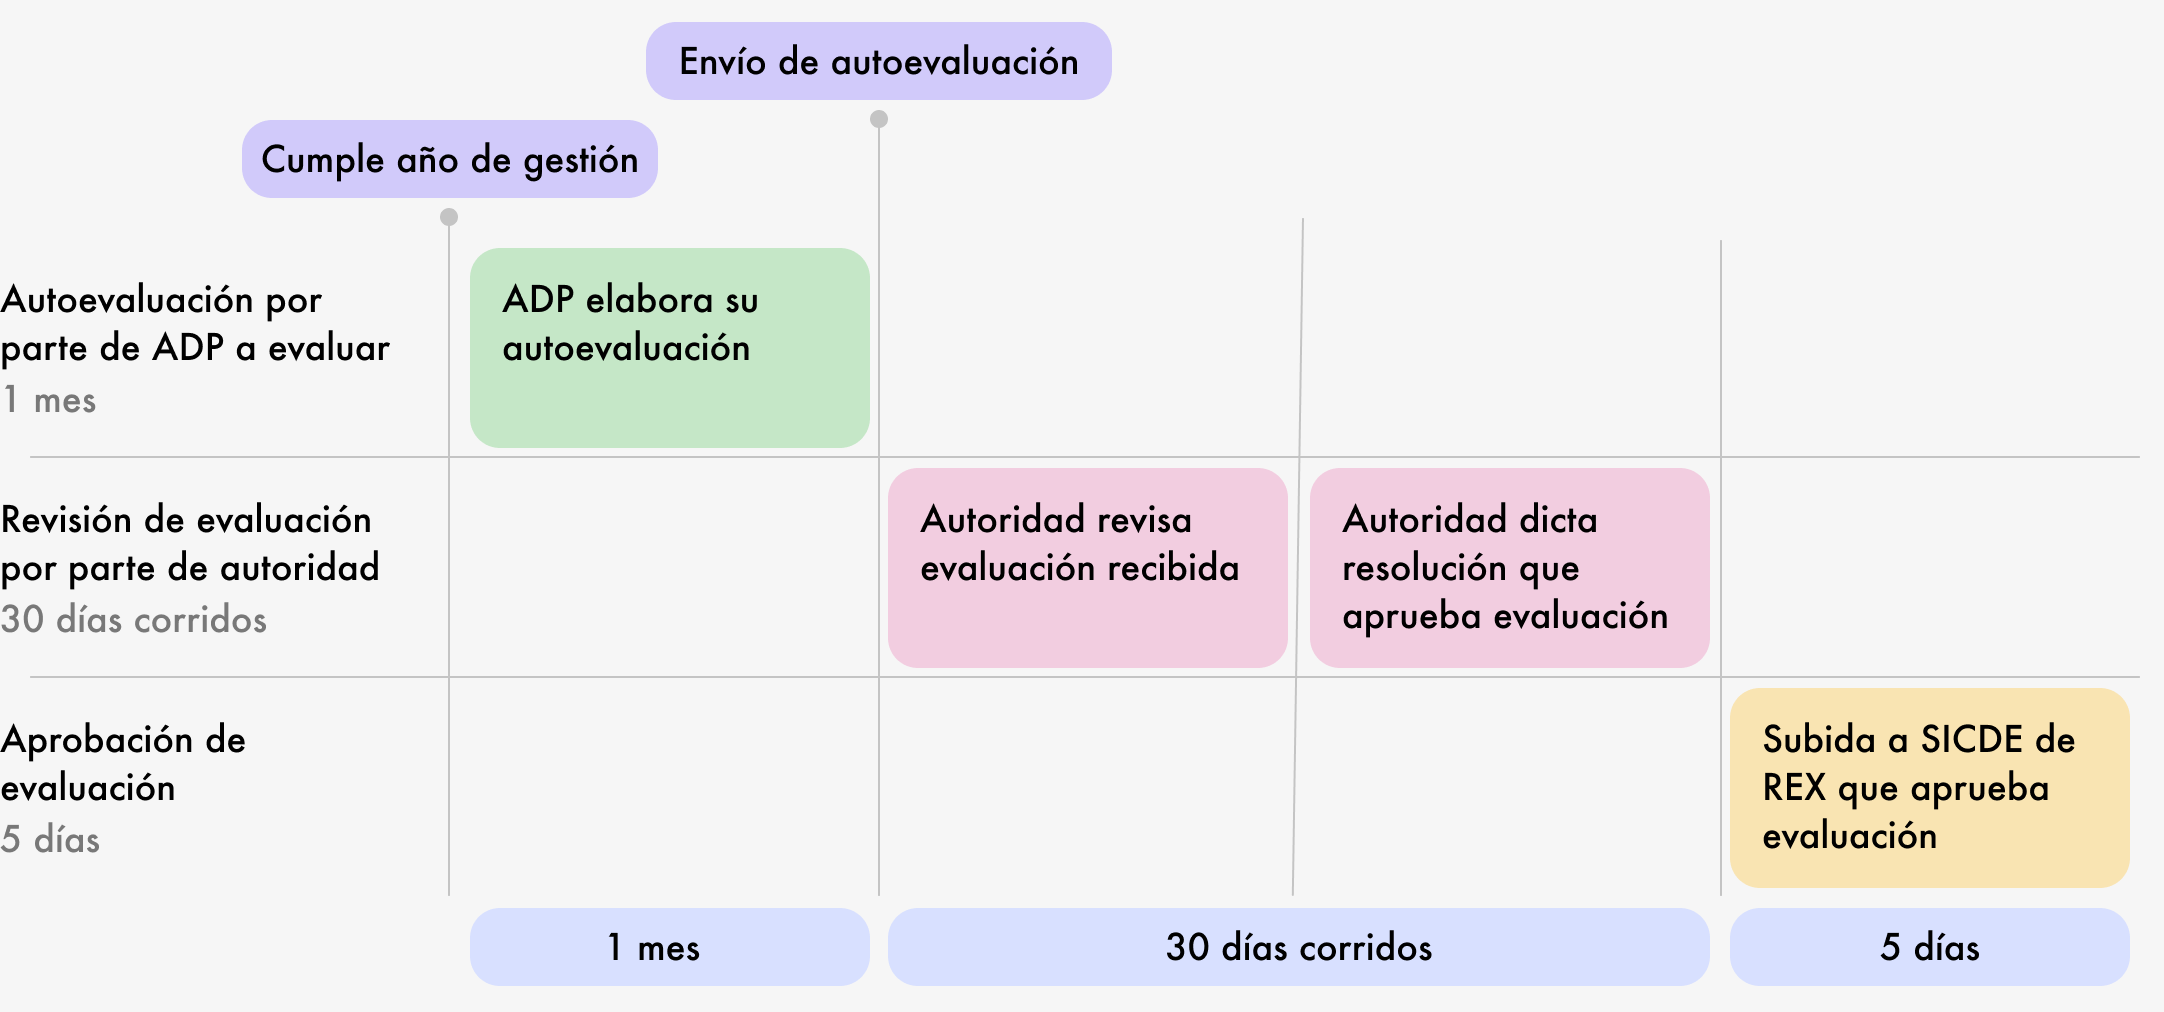 Envío de autoevaluación
Cumple año de gestión
Autoevaluación por
parte de ADP a evaluar
1 mes
ADP elabora su
autoevaluación
Revisión de evaluación
por parte de autoridad
30 días corridos
Autoridad revisa
evaluación recibida
Autoridad dicta
resolución que
aprueba evaluación
Aprobación de
evaluación
5 días
Subida a SICDE de
REX que aprueba
evaluación
1 mes
30 días corridos
5 días